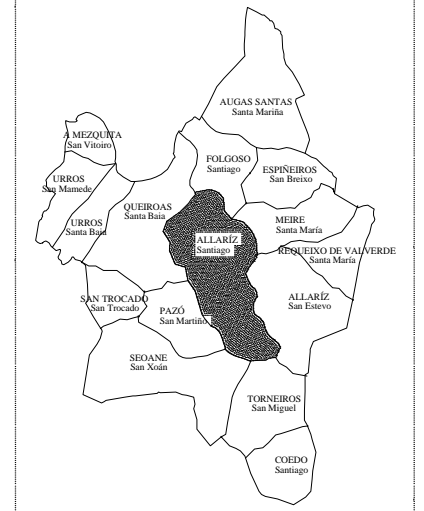 AUGAS SANTAS
Santa Mariña
A MEZQUITA
San Vitoiro
FOLGOSO
Santiago
ESPIÑEIROS
San Breixo
URROS
San Mamede
QUEIROAS
Santa Baia
MEIRE
Santa María
URROS
Santa Baia
ALLARÍZ
Santiago
REQUEIXO DE VALVERDE
Santa María
SAN TROCADO
San Trocado
PAZÓ
San Martiño
ALLARÍZ
San Estevo
SEOANE
San Xoán
TORNEIROS
San Miguel
COEDO
Santiago